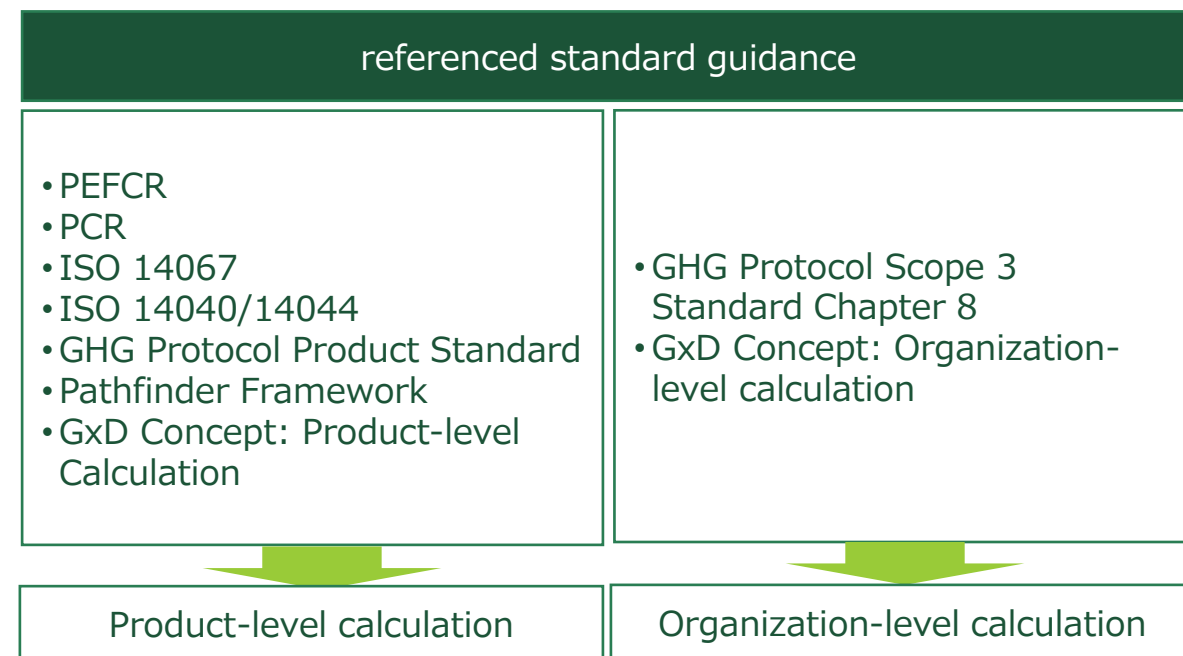 referenced standard guidance
•PEFCR
•PCR
•ISO 14067
•ISO 14040/14044
•GHG Protocol Product Standard
•Pathfinder Framework
•GxD Concept: Product-level
Calculation
•GHG Protocol Scope 3
Standard Chapter 8
•GxD Concept: Organization-
level calculation
Product-level calculation
Organization-level calculation